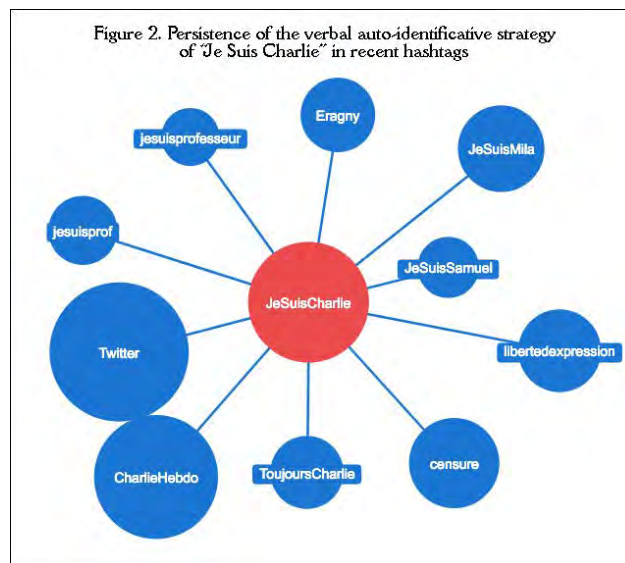 Figure 2. Persistence of the verbal auto-identificative strategy
of "Je Suis Charlie" in recent hashtags
Eragny
jesuisprofesseur
JeSuisMila
jesuisprof
JeSuisSamuel
JeSuisCharlie
Twitter
libertedexpression
CharlieHebdo
ToujoursCharlie
censure